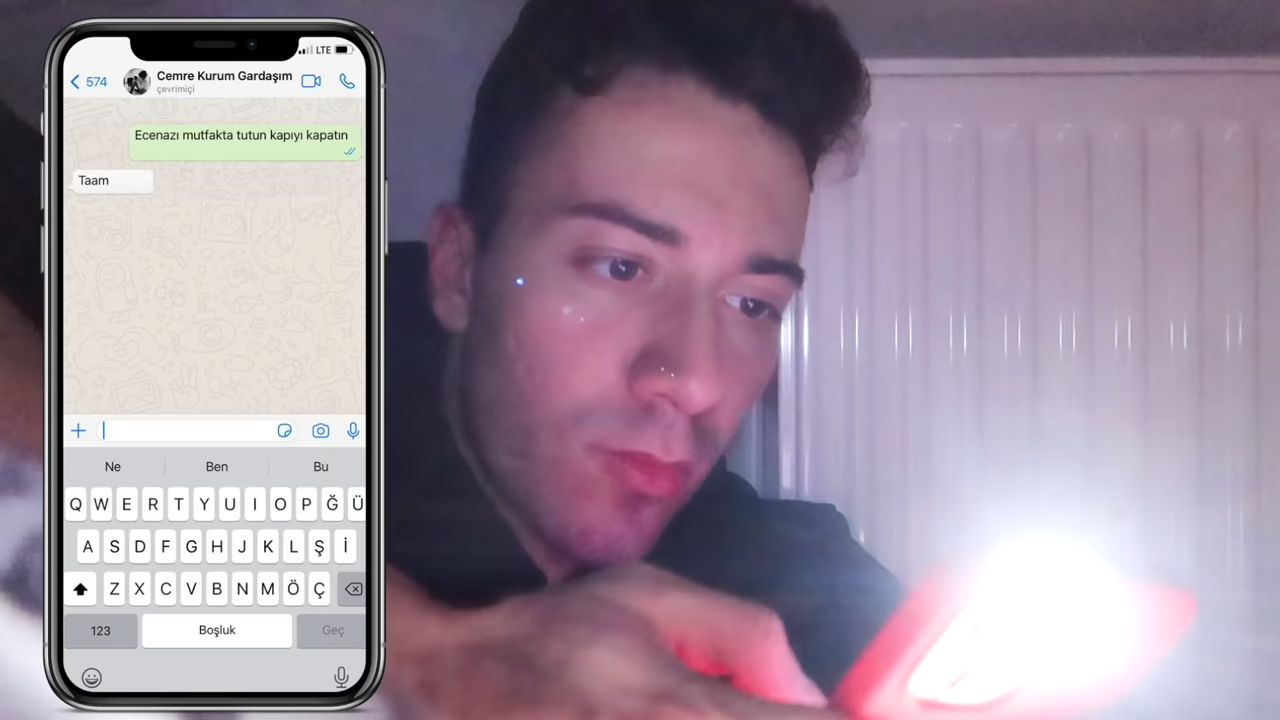 LTE
574
Cemre Kurum Gardaşım
çevrimiçi
Ecenazı mutfakta tutun kapıyı kapatın
Taam
Ne Ben Bu
Q W E R T Y U I O P Ğ Ü
A S D F G H J K L Ş İ
Z X C V B N M Ö Ç
123 Boşluk Geç